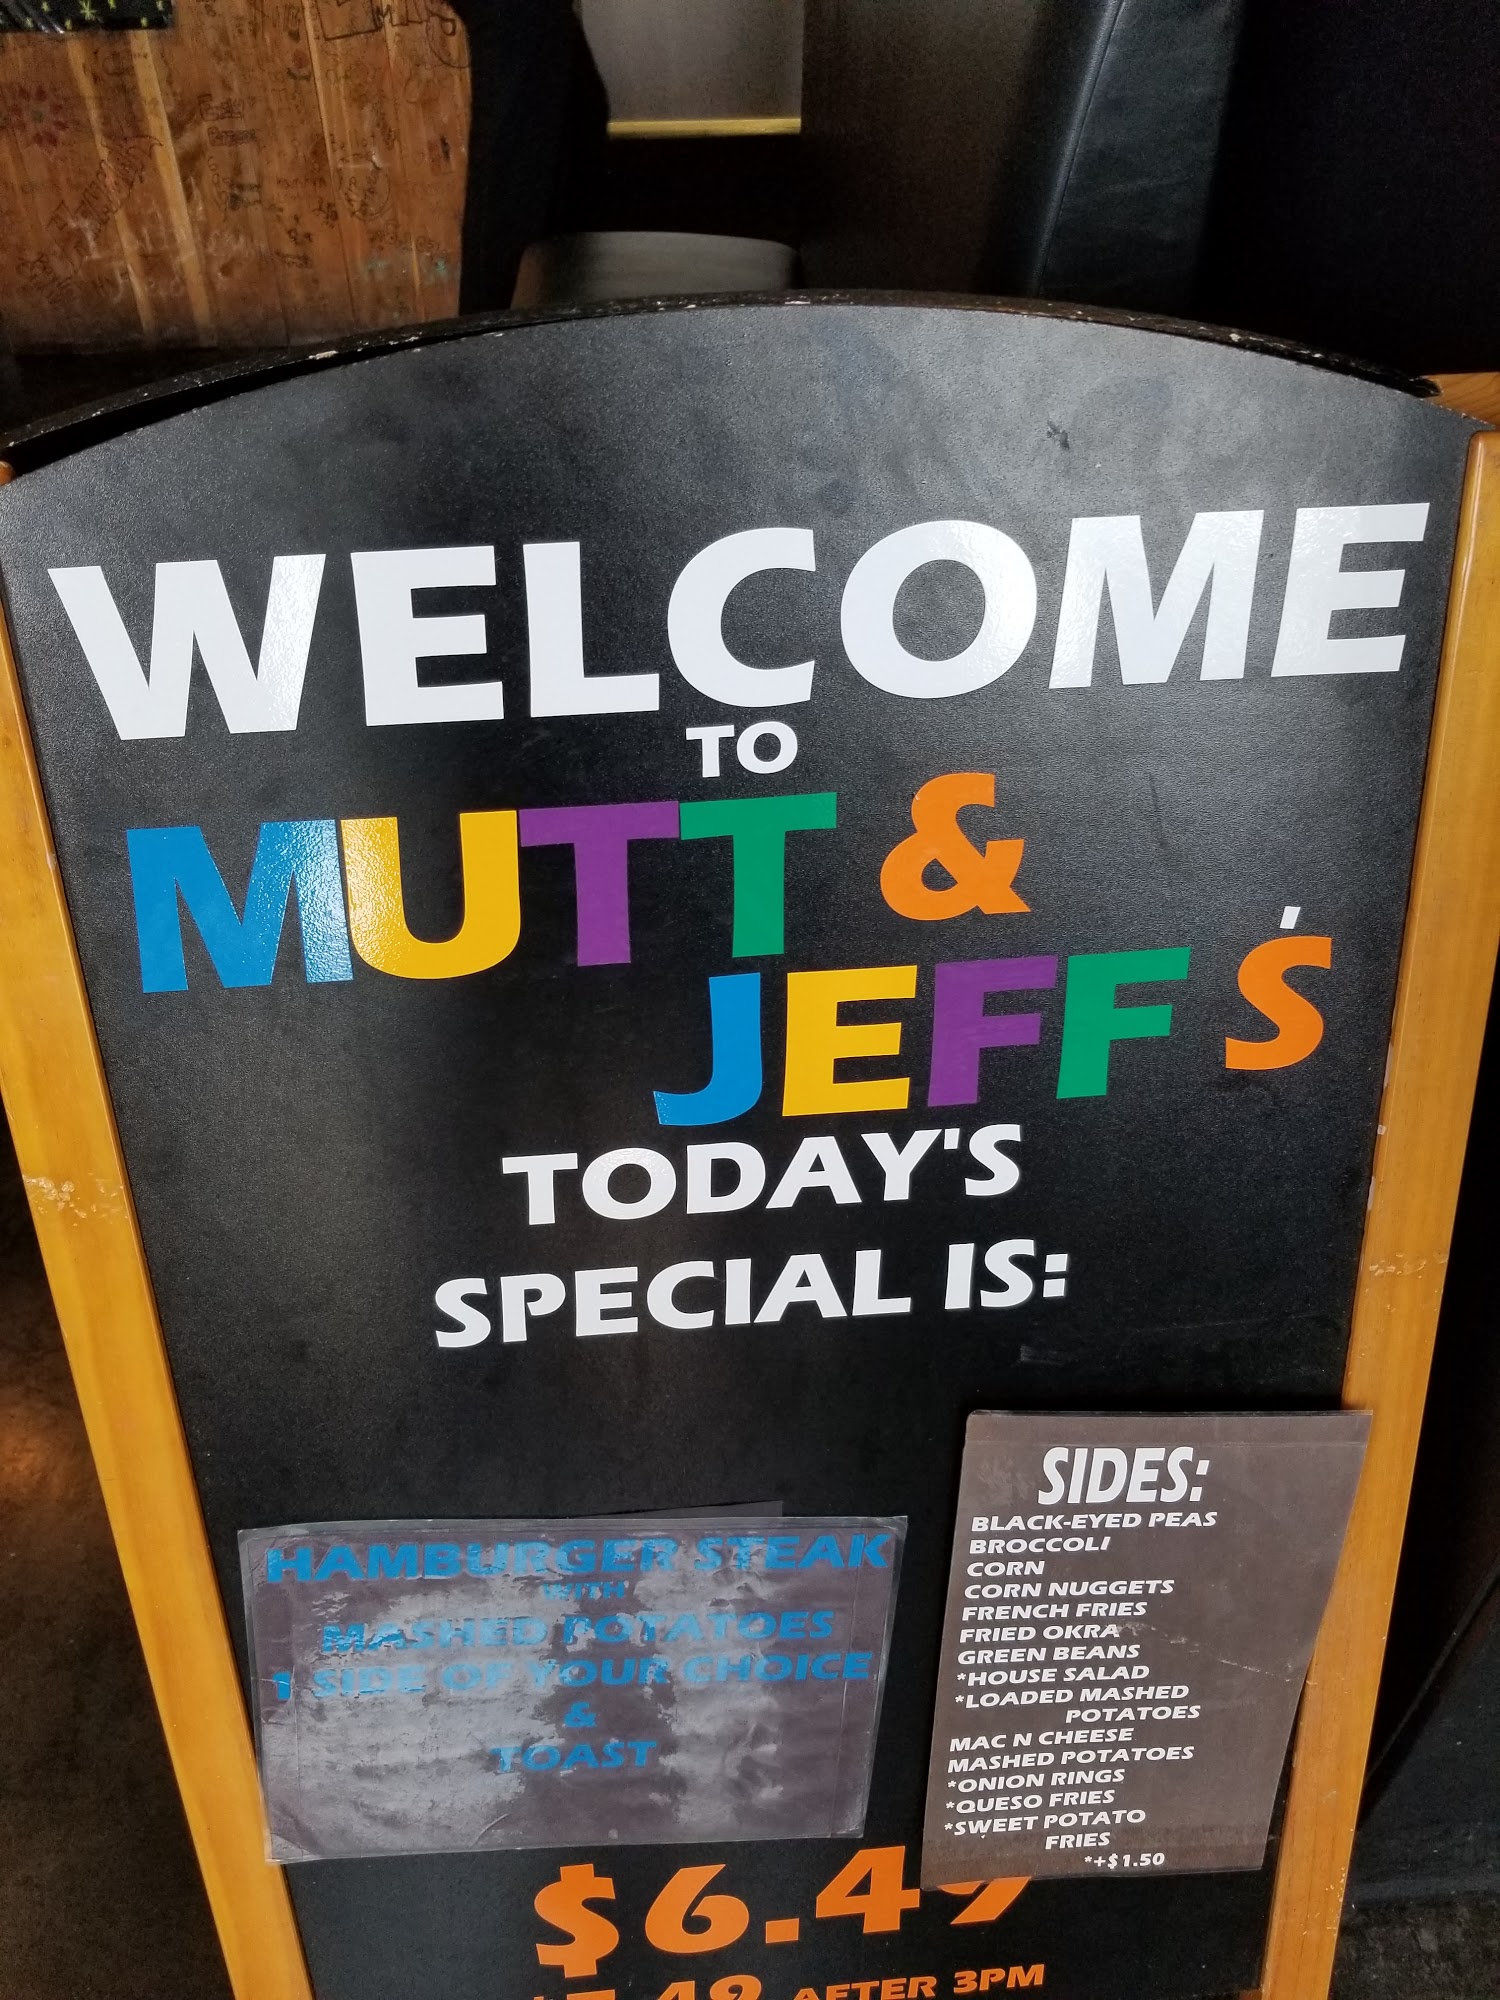 WELCOME
TO
MUTT &
JEFF'S
TODAY'S
SPECIAL IS:
HAMBURGER STEAK
WITH
MASHED POTATOES
1 SIDE OF YOUR CHOICE
&
TOAST
SIDES:
BLACK-EYED PEAS
BROCCOLI
CORN
CORN NUGGETS
FRENCH FRIES
FRIED OKRA
GREEN BEANS
*HOUSE SALAD
*LOADED MASHED
POTATOES
MAC N CHEESE
MASHED POTATOES
*ONION RINGS
*QUESO FRIES
*SWEET POTATO
FRIES
*+$1.50
$6.49
AFTER 3PM